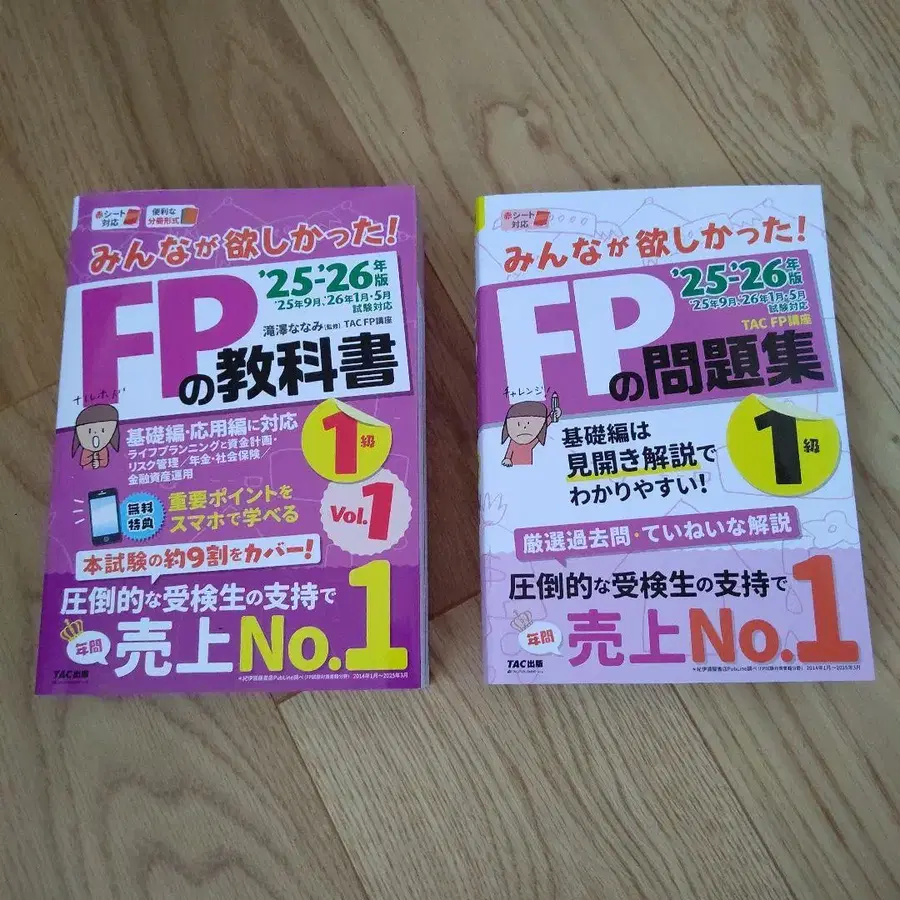 赤シート
対応
便利な
分冊形式
みんなが欲しかった!
'25-'26年版
'25年9月、'26年1月・5月
試験対応
滝澤ななみ[監修] TAC FP講座
FPの教科書
ナルホド!
基礎編・応用編に対応
ライフプランニングと資金計画・
リスク管理/年金・社会保険/
金融資産運用
1級
Vol.1
無料
特典
重要ポイントを
スマホで学べる
本試験の約9割をカバー!
圧倒的な受検生の支持で
年間
売上No.1
TAC出版
赤シート
対応
みんなが欲しかった!
'25-'26年版
'25年9月、'26年1月・5月
試験対応
TAC FP講座
FPの問題集
チャレンジ!
基礎編は
見開き解説で
わかりやすい!
1級
厳選過去問・ていねいな解説
圧倒的な受検生の支持で
年間
売上No.1
TAC出版